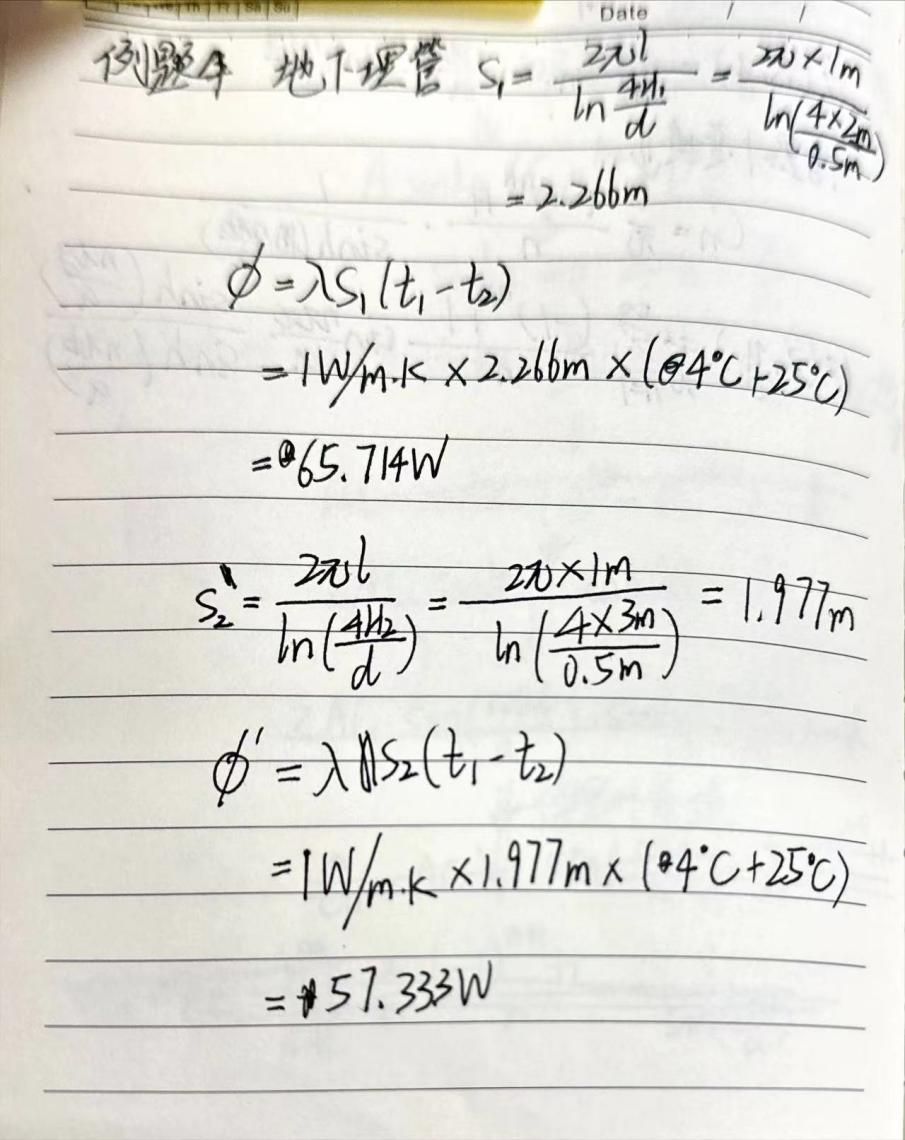 Date / /
例题4 地下埋管 S₁ = 2πl / ln(4H₁/d) = 2π×1m / ln(4×2m/0.5m)
= 2.266m
ϕ = λS₁(t₁-t₂)
= 1W/m.K × 2.266m × (4°C+25°C)
= 65.714W
S₂ = 2πl / ln(4H₂/d) = 2π×1m / ln(4×3m/0.5m) = 1.977m
ϕ' = λS₂(t₁-t₂)
= 1W/m.K × 1.977m × (4°C+25°C)
= 57.333W